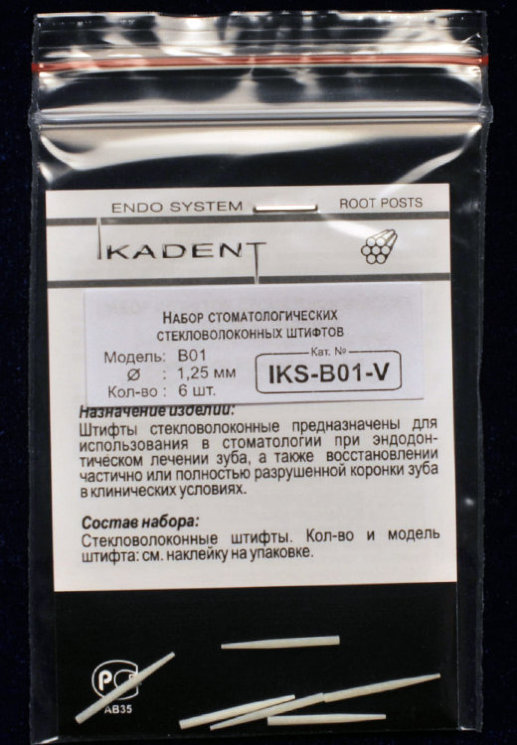 ENDO SYSTEM ROOT POSTS
IKADENT
НАБОР СТОМАТОЛОГИЧЕСКИХ
СТЕКЛОВОЛОКОННЫХ ШТИФТОВ
Модель: B01
Ø : 1,25 мм
Кол-во : 6 шт.
Кат. №
IKS-B01-V
Назначение изделий:
Штифты стекловолоконные предназначены для
использования в стоматологии при эндодон-
тическом лечении зуба, а также восстановлении
частично или полностью разрушенной коронки зуба
в клинических условиях.
Состав набора:
Стекловолоконные штифты. Кол-во и модель
штифта: см. наклейку на упаковке.
АВ35